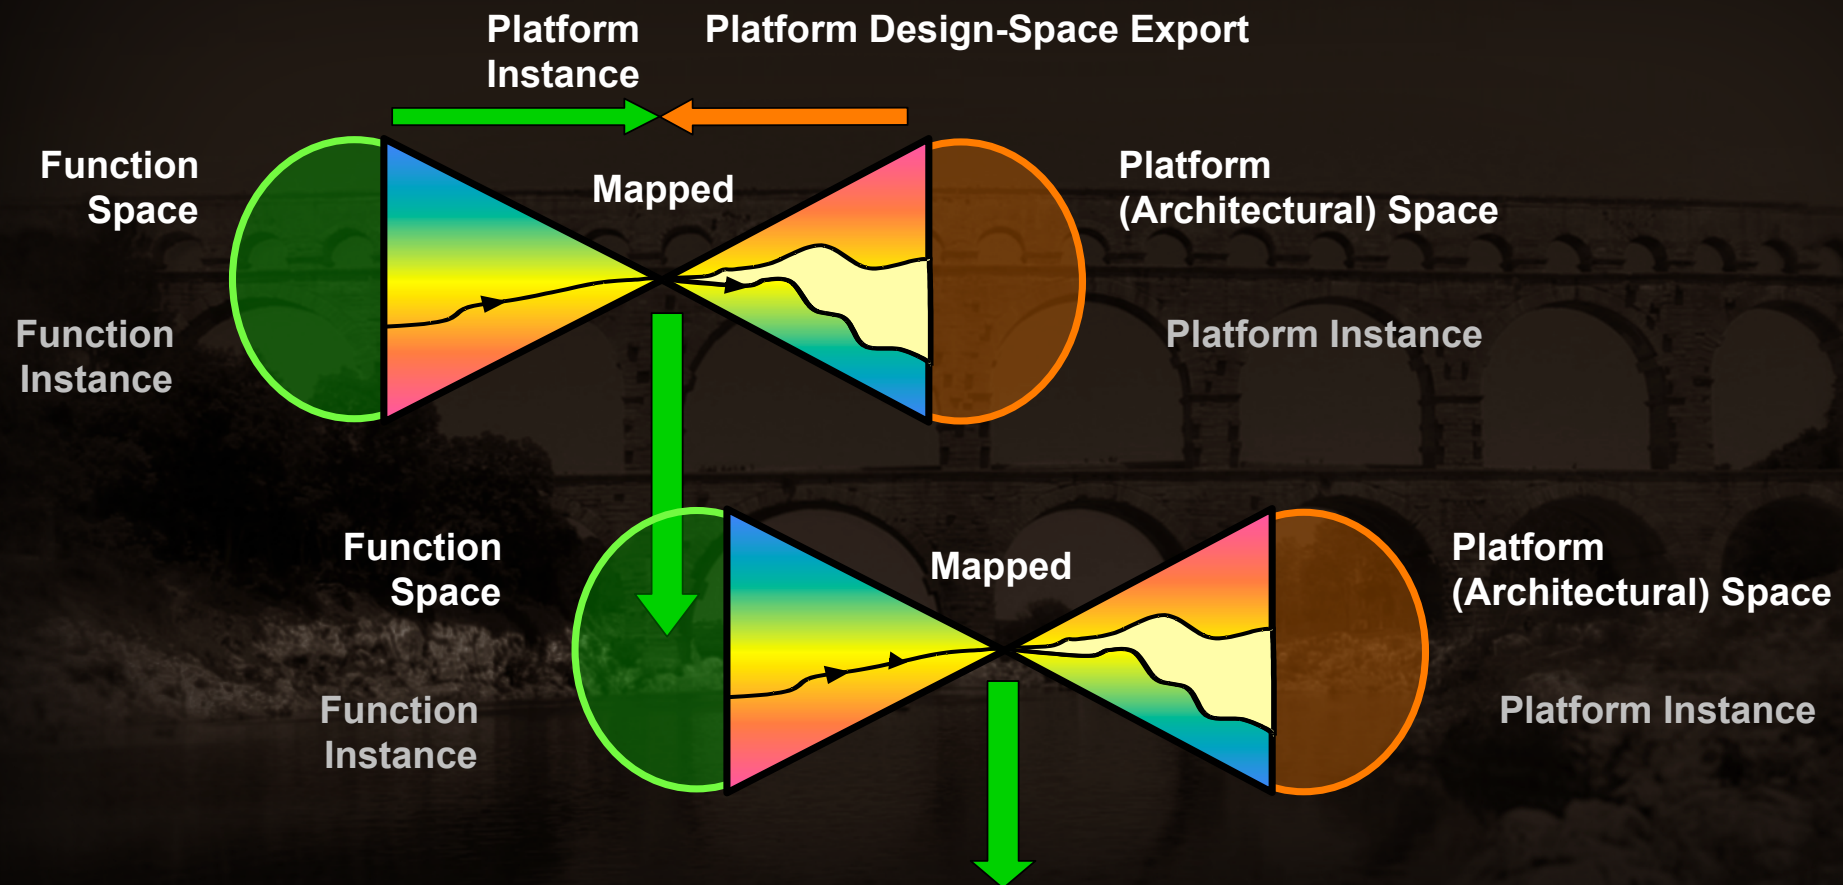 Platform
Instance
Platform Design-Space Export
Function
Space
Mapped
Platform
(Architectural) Space
Function
Instance
Platform Instance
Function
Space
Mapped
Platform
(Architectural) Space
Function
Instance
Platform Instance